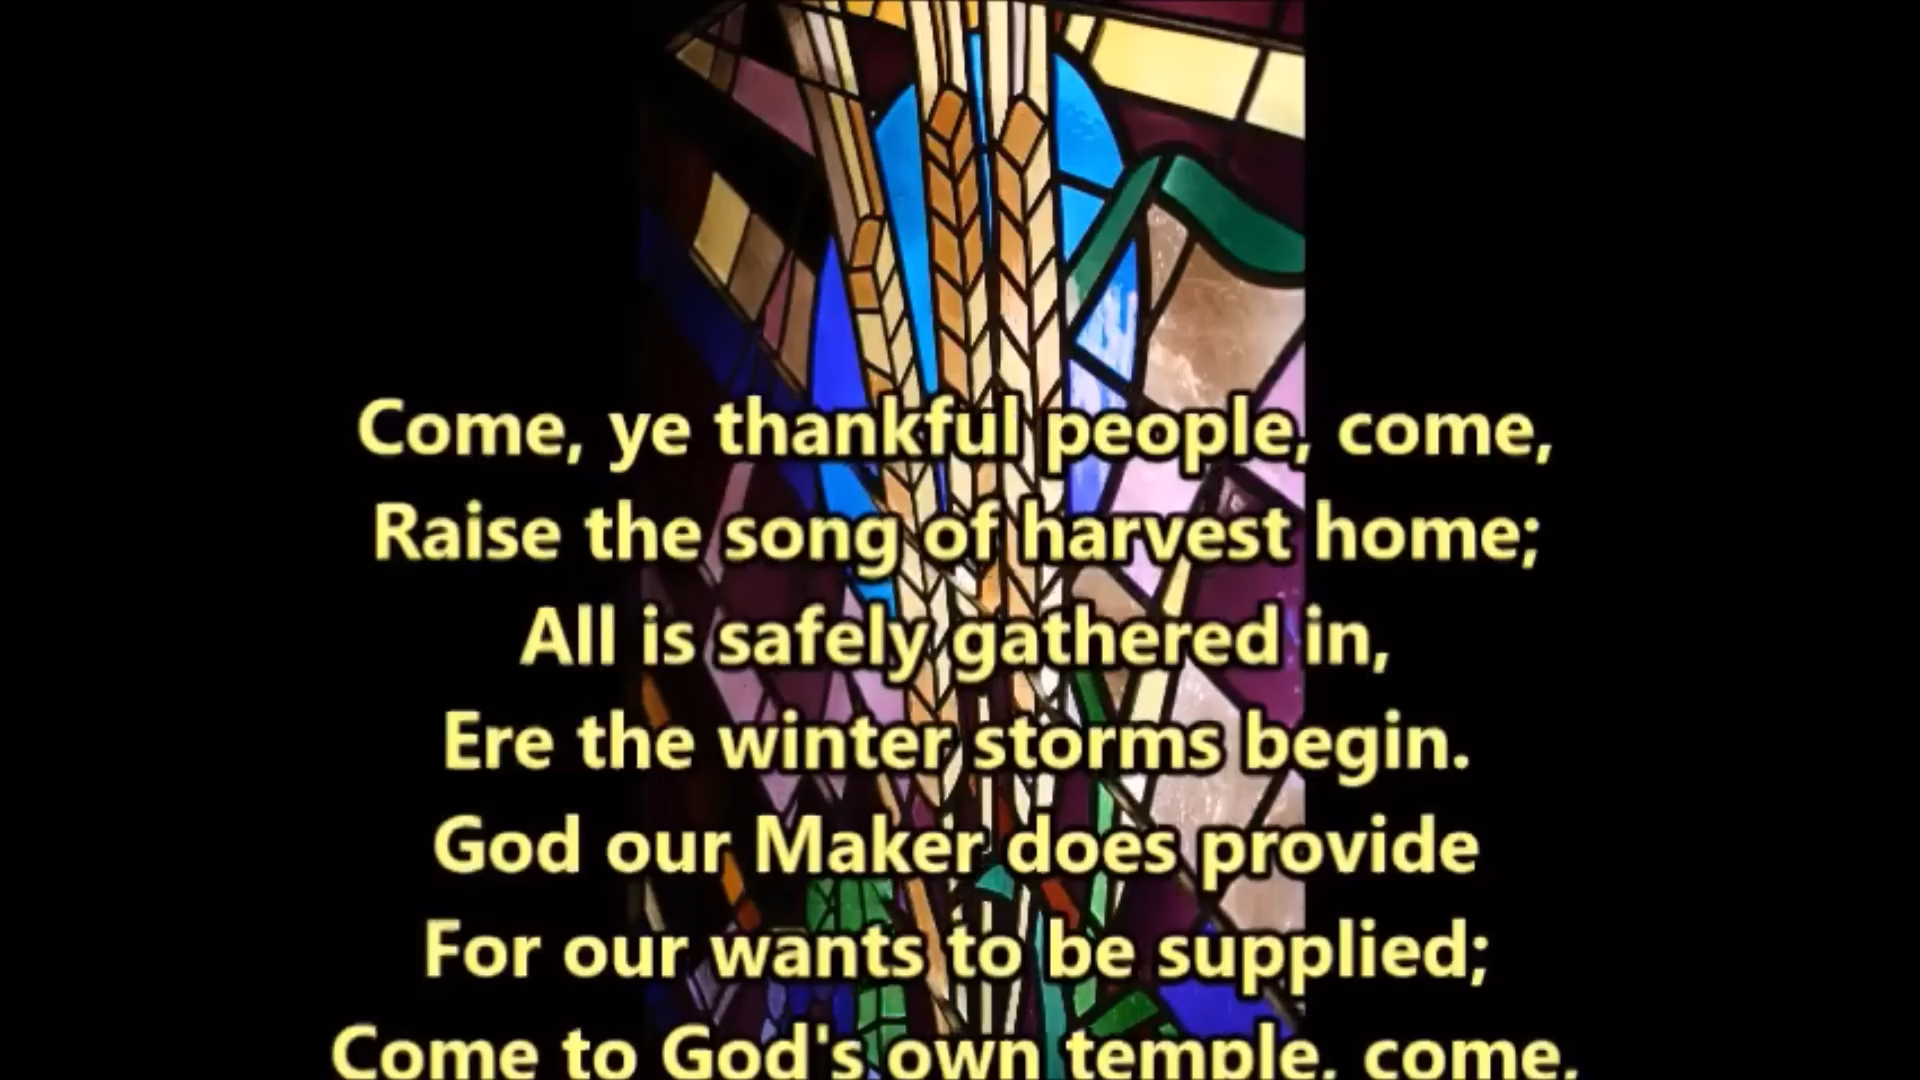 Come, ye thankful people, come,
Raise the song of harvest home;
All is safely gathered in,
Ere the winter storms begin.
God our Maker does provide
For our wants to be supplied;
Come to God's own temple, come,